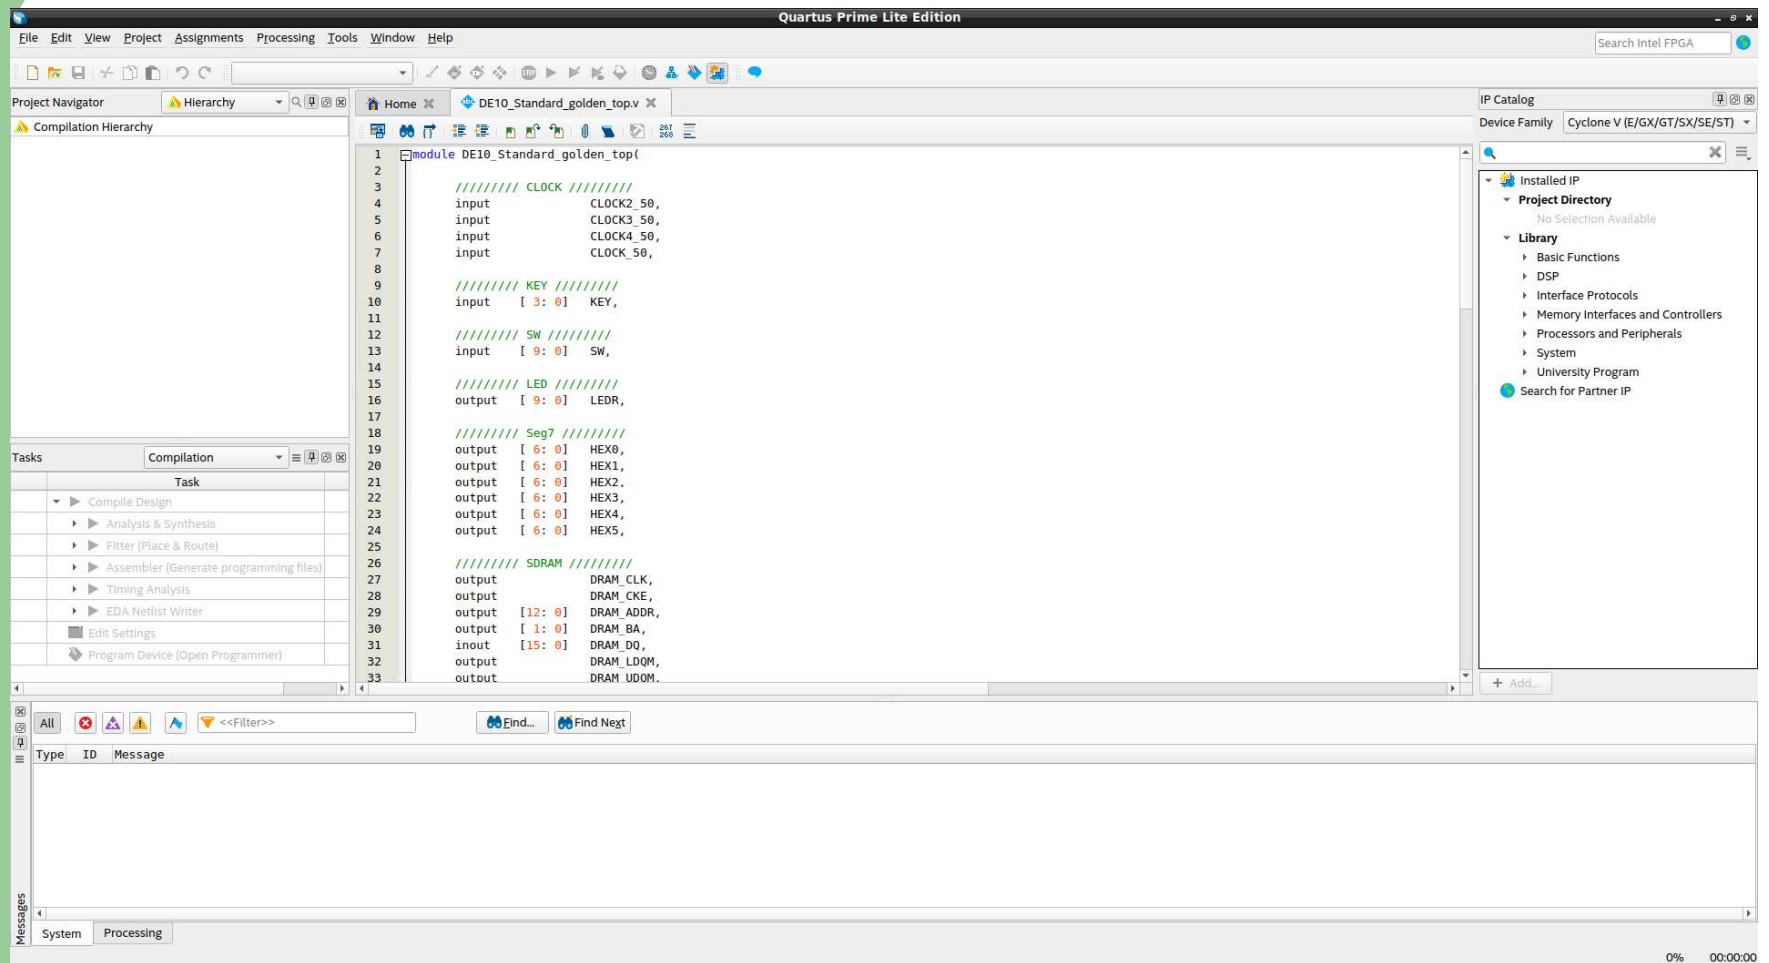 Quartus Prime Lite Edition
File Edit View Project Assignments Processing Tools Window Help
Search Intel FPGA
Project Navigator
Hierarchy
Compilation Hierarchy
Tasks
Compilation
Task
Compile Design
Analysis & Synthesis
Fitter (Place & Route)
Assembler (Generate programming files)
Timing Analysis
EDA Netlist Writer
Edit Settings
Program Device (Open Programmer)
Home
DE10_Standard_golden_top.v
267
268
1 module DE10_Standard_golden_top(
2
3 ///////// CLOCK /////////
4 input CLOCK2_50,
5 input CLOCK3_50,
6 input CLOCK4_50,
7 input CLOCK_50,
8
9 ///////// KEY /////////
10 input [ 3: 0] KEY,
11
12 ///////// SW /////////
13 input [ 9: 0] SW,
14
15 ///////// LED /////////
16 output [ 9: 0] LEDR,
17
18 ///////// Seg7 /////////
19 output [ 6: 0] HEX0,
20 output [ 6: 0] HEX1,
21 output [ 6: 0] HEX2,
22 output [ 6: 0] HEX3,
23 output [ 6: 0] HEX4,
24 output [ 6: 0] HEX5,
25
26 ///////// SDRAM /////////
27 output DRAM_CLK,
28 output DRAM_CKE,
29 output [12: 0] DRAM_ADDR,
30 output [ 1: 0] DRAM_BA,
31 inout [15: 0] DRAM_DQ,
32 output DRAM_LDQM,
33 output DRAM_UDQM,
IP Catalog
Device Family Cyclone V (E/GX/GT/SX/SE/ST)
Installed IP
Project Directory
No Selection Available
Library
Basic Functions
DSP
Interface Protocols
Memory Interfaces and Controllers
Processors and Peripherals
System
University Program
Search for Partner IP
+ Add...
All
<<Filter>>
Find...
Find Next
Type ID Message
Messages
System Processing
0% 00:00:00